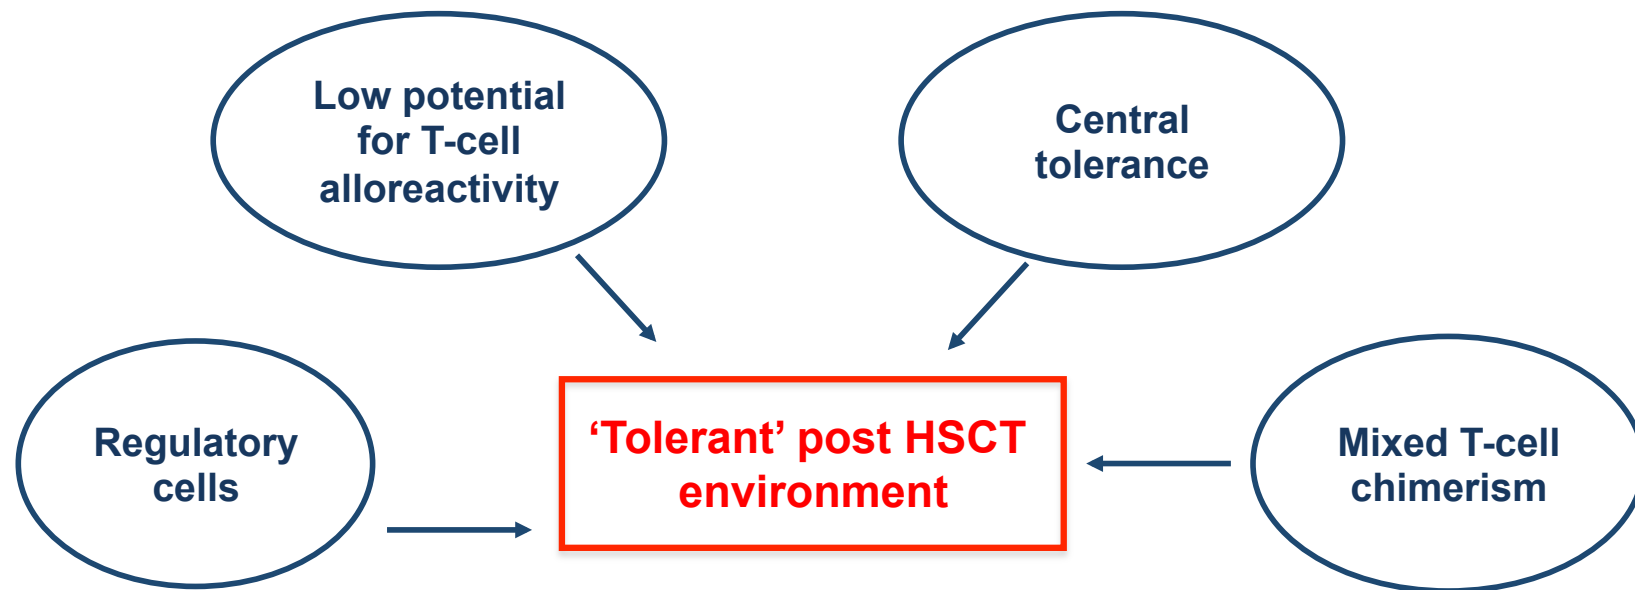 Low potential
for T-cell
alloreactivity
Central
tolerance
Regulatory
cells
‘Tolerant’ post HSCT
environment
Mixed T-cell
chimerism